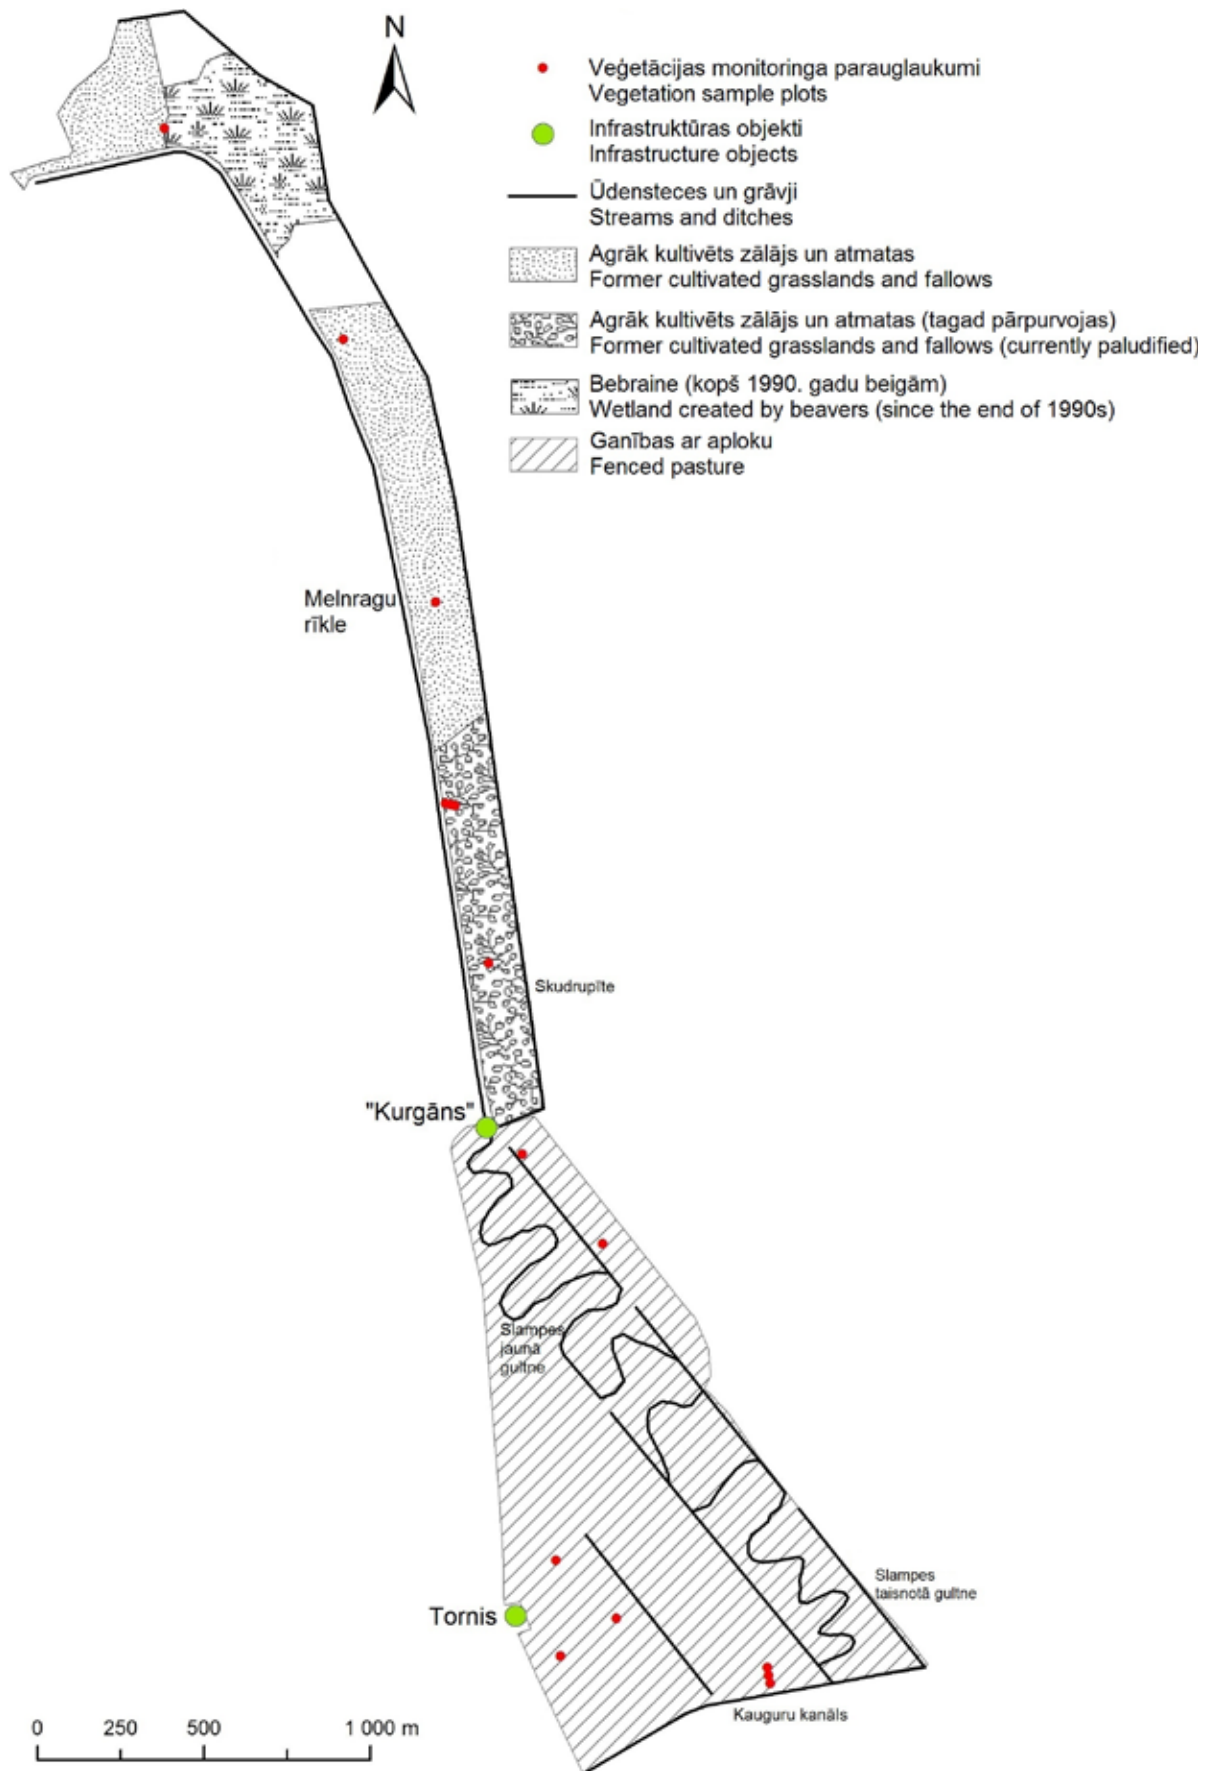 N
Veģetācijas monitoringa parauglaukumi
Vegetation sample plots
Infrastruktūras objekti
Infrastructure objects
Ūdensteces un grāvji
Streams and ditches
Agrāk kultivēts zālājs un atmatas
Former cultivated grasslands and fallows
Agrāk kultivēts zālājs un atmatas (tagad pārpurvojas)
Former cultivated grasslands and fallows (currently paludified)
Bebraine (kopš 1990. gadu beigām)
Wetland created by beavers (since the end of 1990s)
Ganības ar aploku
Fenced pasture
Melnragu
rīkle
Skudrupīte
"Kurgāns"
Slampes
jaunā
gultne
Slampes
taisnotā gultne
Tornis
Kauguru kanāls
0 250 500 1 000 m